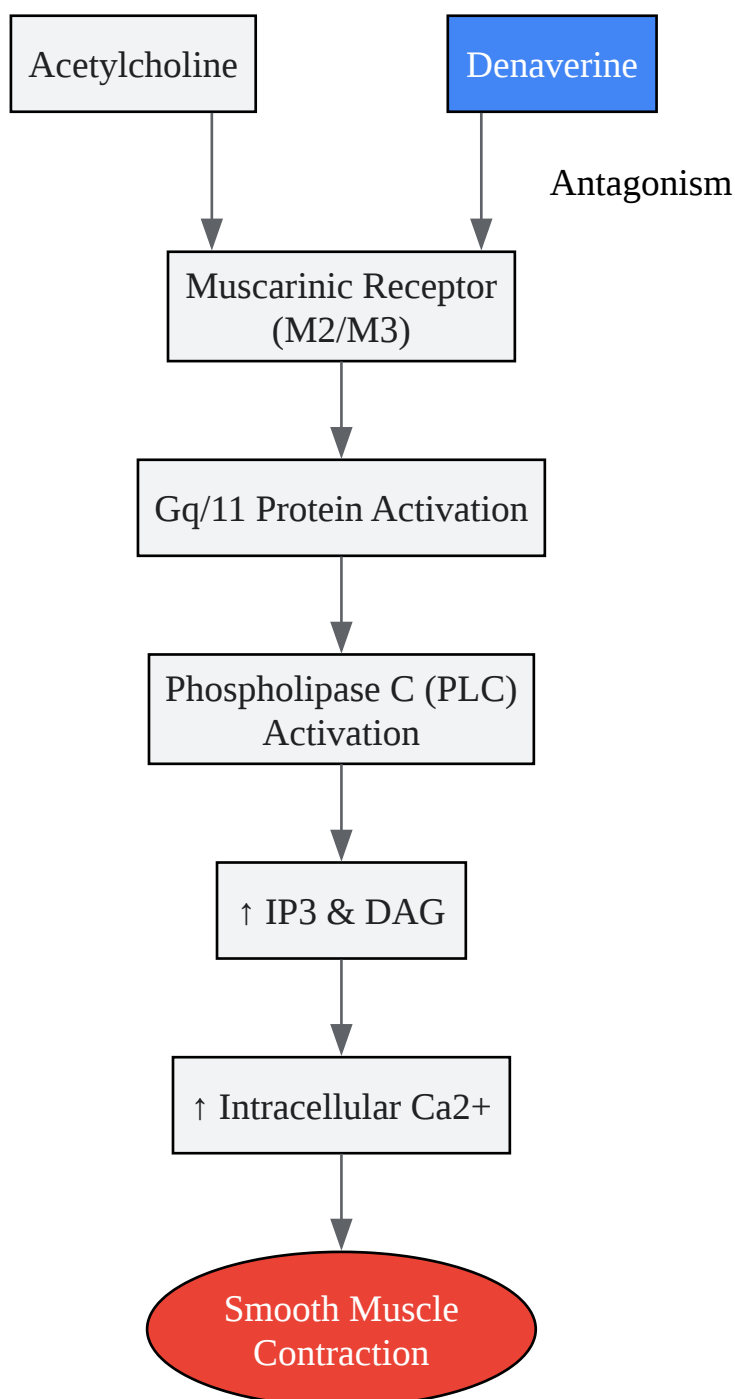 Acetylcholine
Denaverine
Antagonism
Muscarinic Receptor
(M2/M3)
Gq/11 Protein Activation
Phospholipase C (PLC)
Activation
↑ IP3 & DAG
↑ Intracellular Ca2+
Smooth Muscle
Contraction